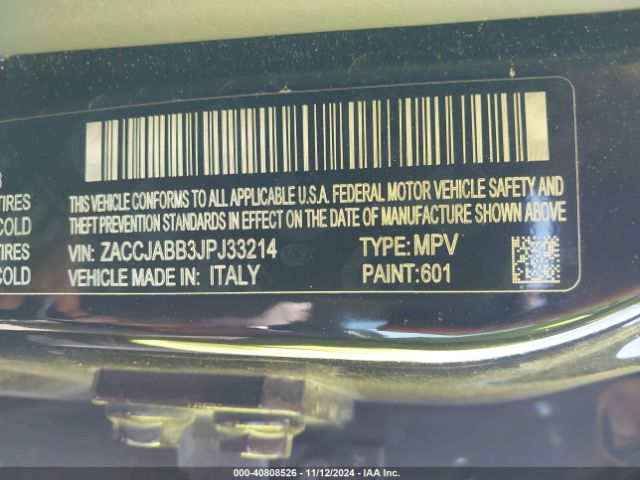 3
TIRES
COLD
TIRES
COLD
THIS VEHICLE CONFORMS TO ALL APPLICABLE U.S.A. FEDERAL MOTOR VEHICLE SAFETY AND
THEFT PREVENTION STANDARDS IN EFFECT ON THE DATE OF MANUFACTURE SHOWN ABOVE
VIN: ZACCJABB3JPJ33214 TYPE: MPV
VEHICLE MADE IN: ITALY PAINT:601
000-40808526 - 11/12/2024 - IAA Inc.